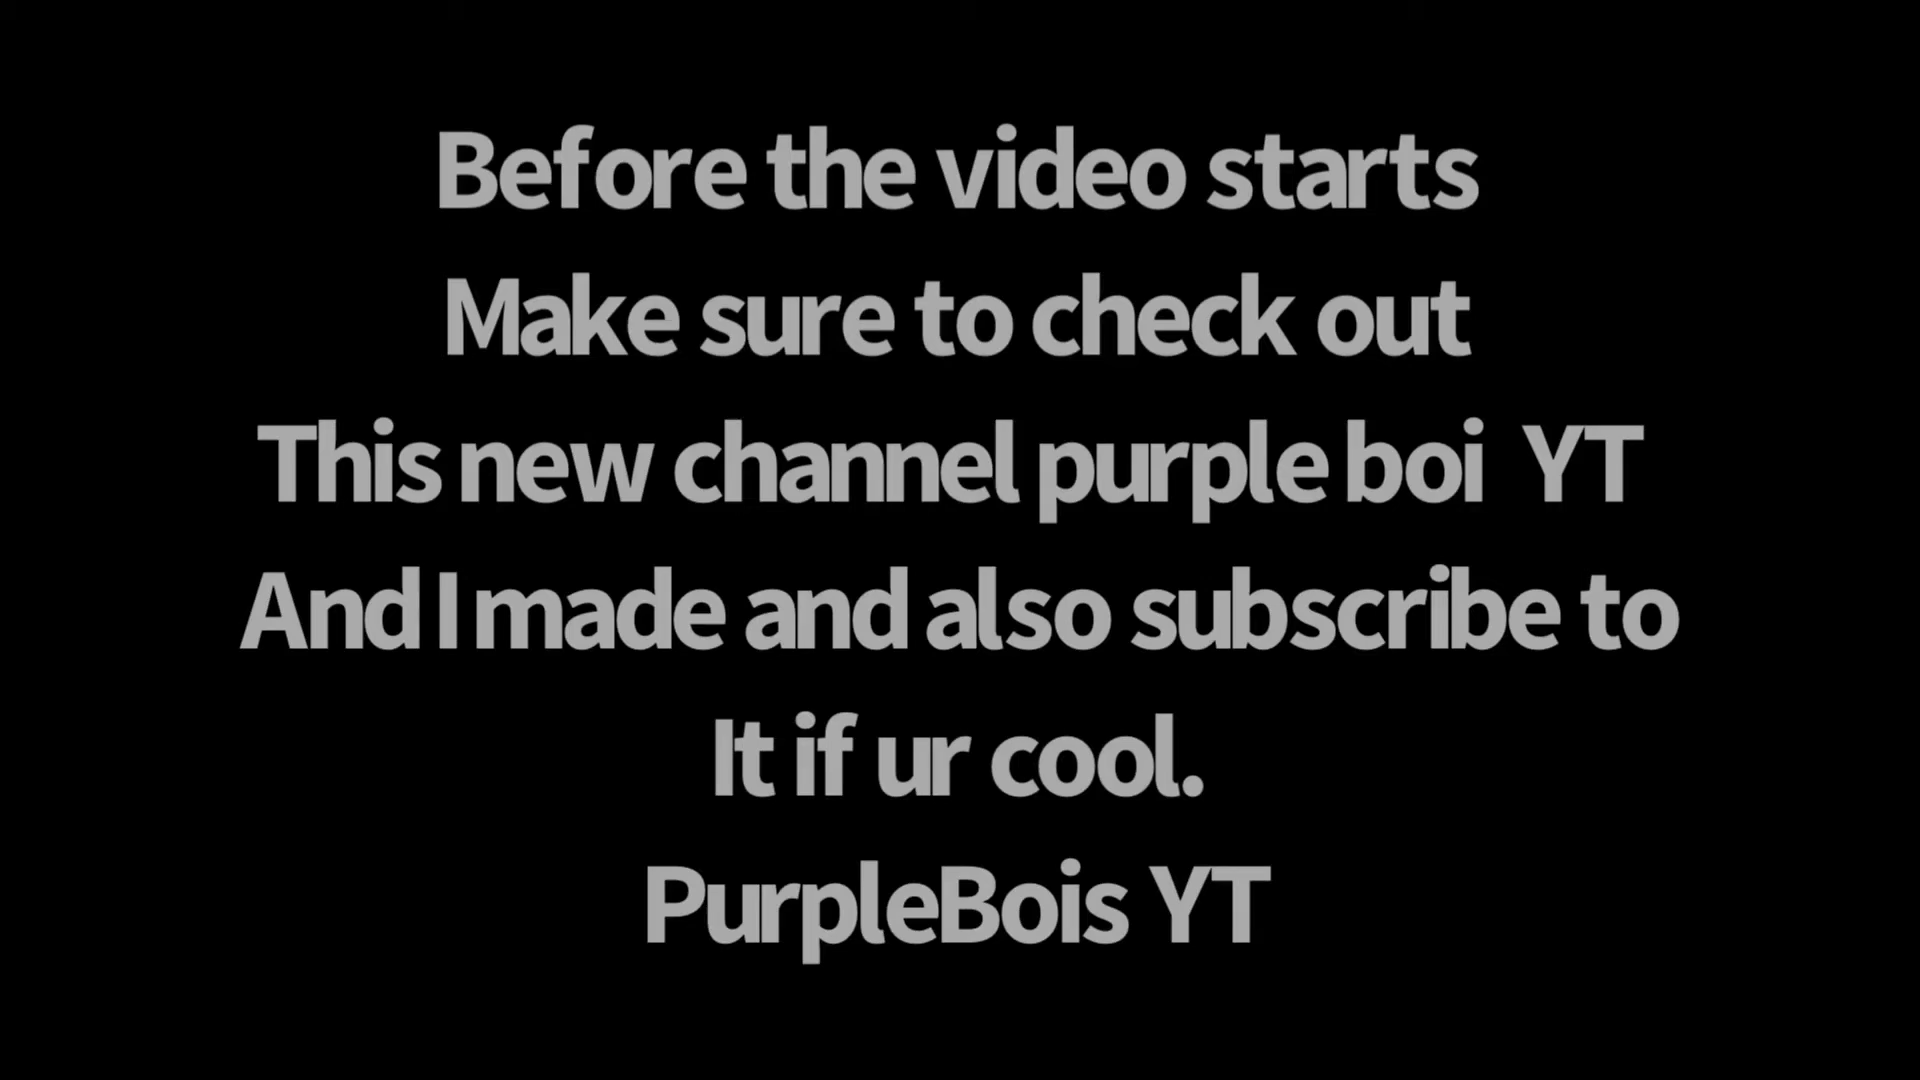 Before the video starts
Make sure to check out
This new channel purple boi  YT
And I made and also subscribe to
It if ur cool.
PurpleBois YT